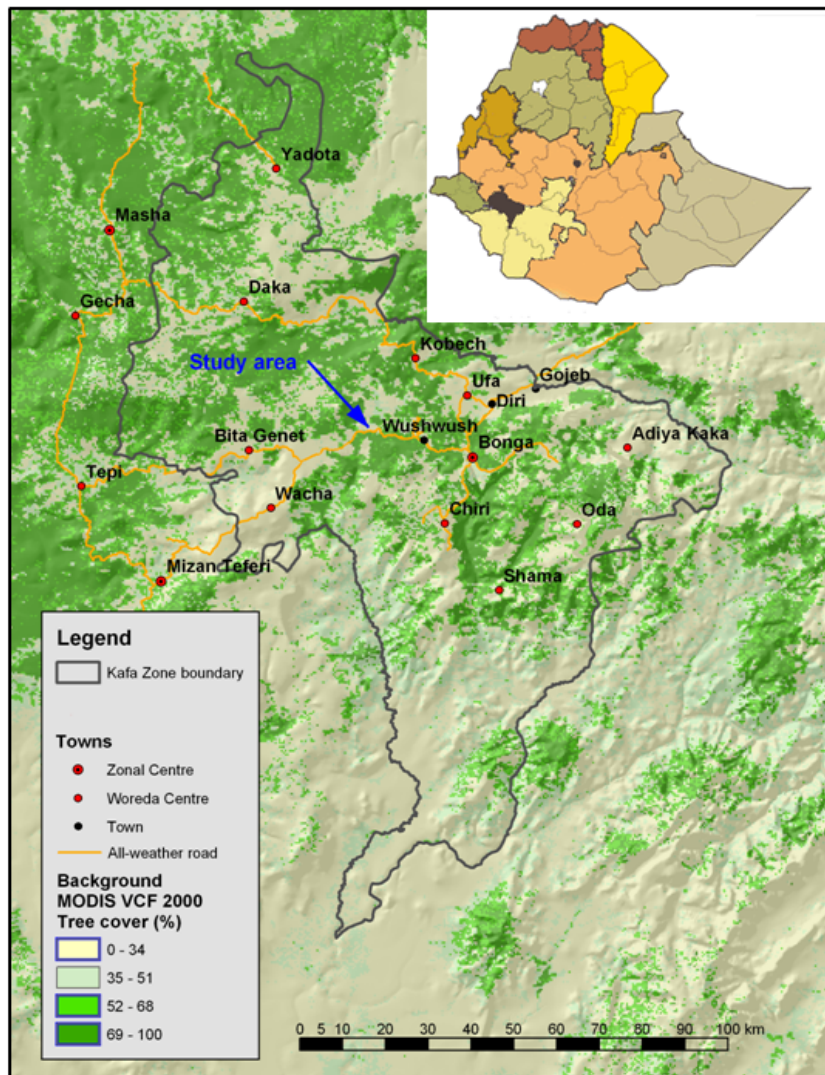 Yadota
Masha
Daka
Gecha
Kobech
Study area
Gojeb
Ufa
Diri
Wushwush
Bita Genet
Bonga
Adiya Kaka
Tepi
Wacha
Chiri
Oda
Mizan Teferi
Shama
Legend
Kafa Zone boundary
Towns
Zonal Centre
Woreda Centre
Town
All-weather road
Background
MODIS VCF 2000
Tree cover (%)
0 - 34
35 - 51
52 - 68
69 - 100
0 5 10 20 30 40 50 60 70 80 90 100 km